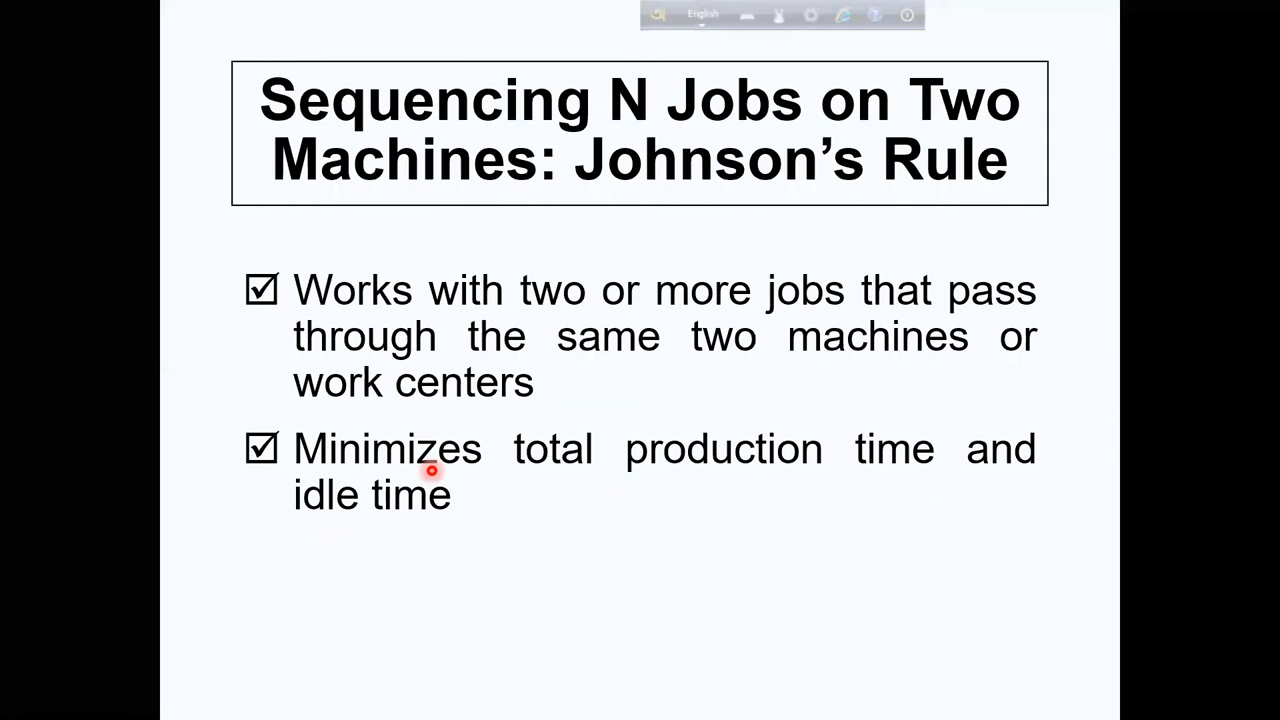 অ English
Sequencing N Jobs on Two
Machines: Johnson’s Rule
Works with two or more jobs that pass
through the same two machines or
work centers
Minimizes total production time and
idle time